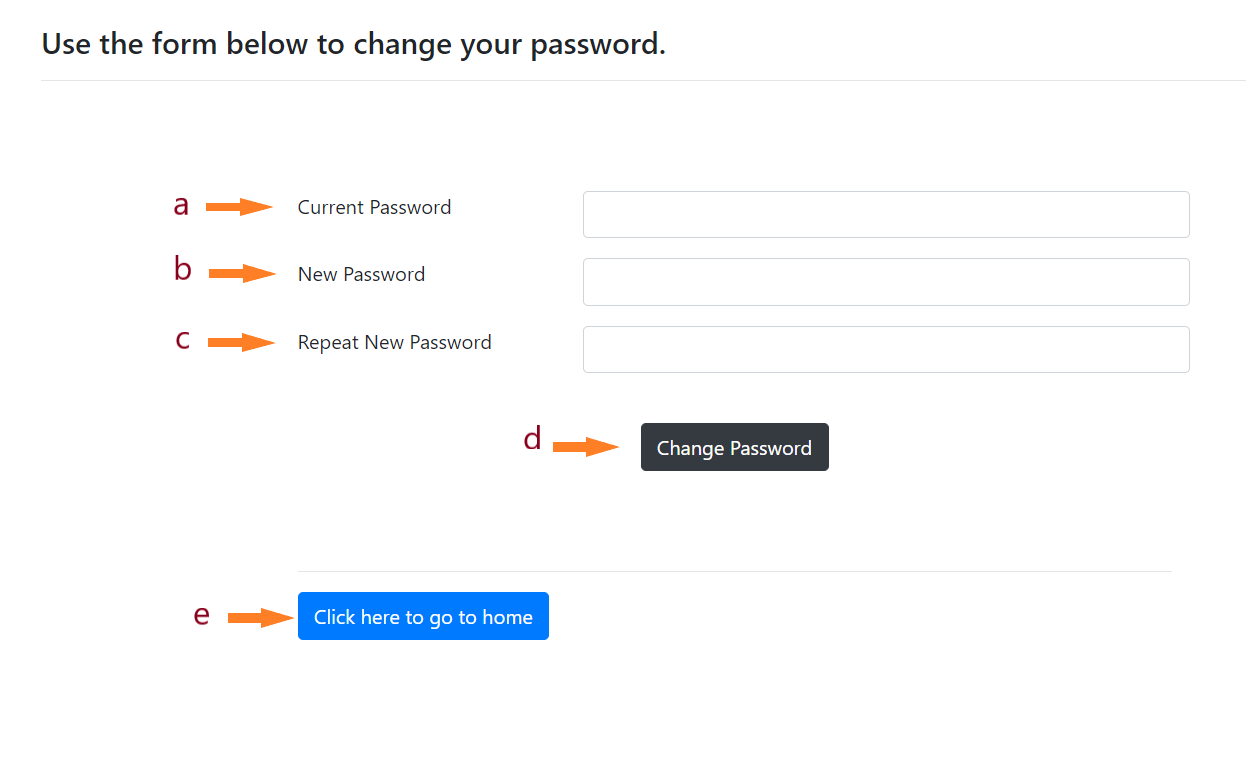 Use the form below to change your password.
a Current Password
b New Password
c Repeat New Password
d Change Password
e Click here to go to home